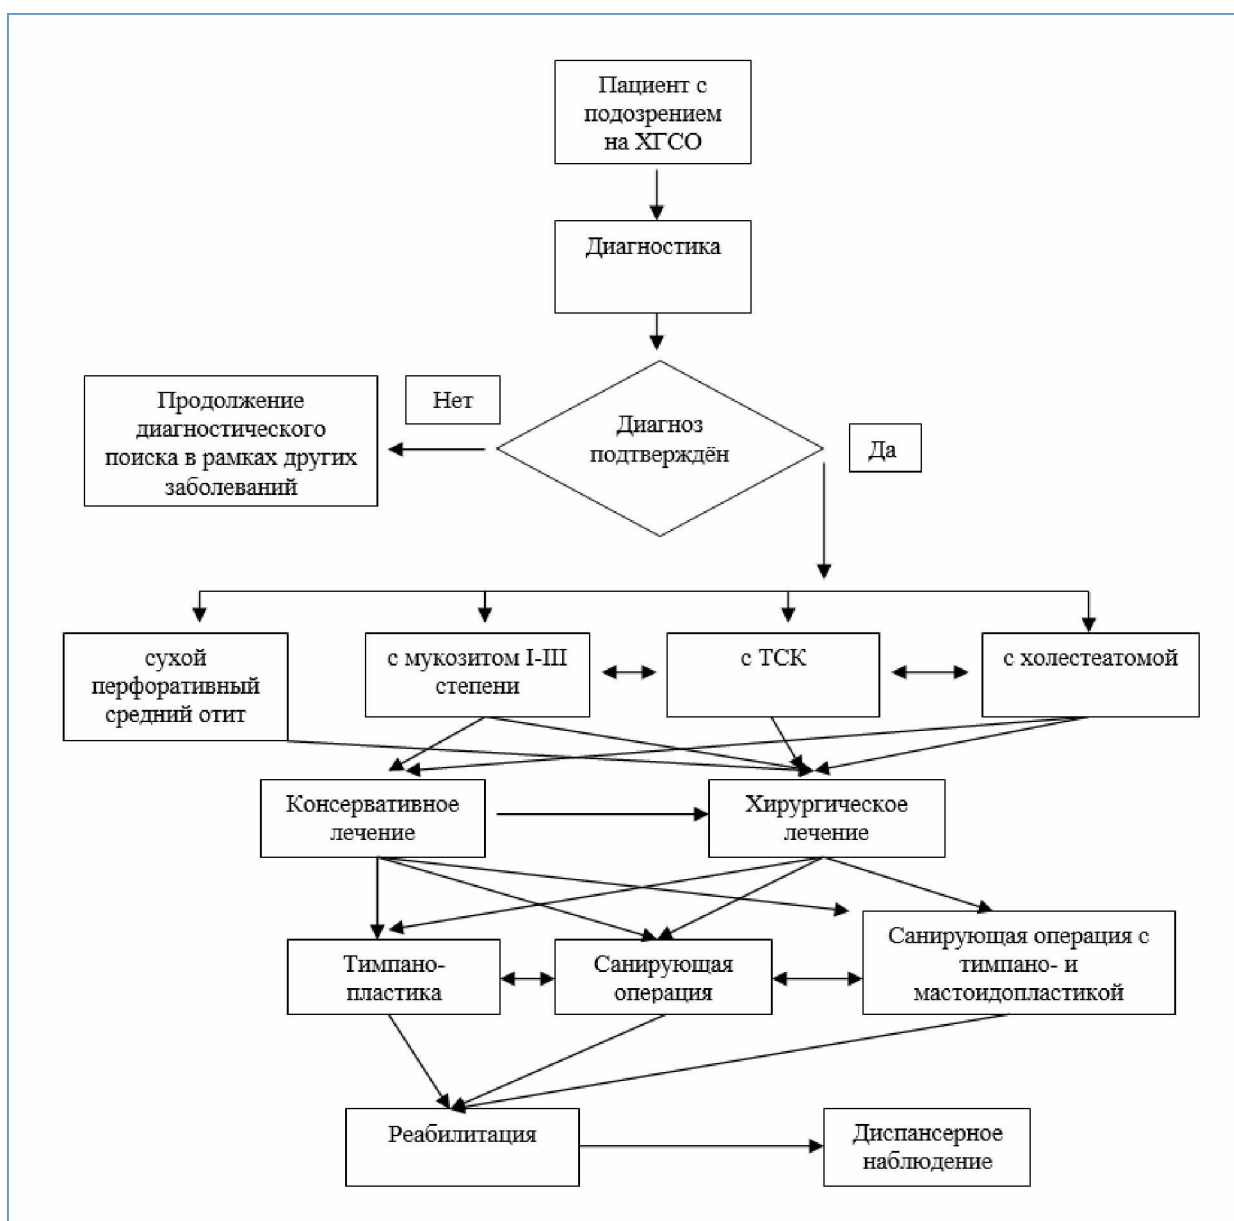 Пациент с
подозрением
на ХГСО
Диагностика
Нет
Продолжение
диагностического
поиска в рамках других
заболеваний
Диагноз
подтверждён
Да
сухой
перфоративный
средний отит
с мукозитом I-III
степени
с ТСК
с холестеатомой
Консервативное
лечение
Хирургическое
лечение
Тимпано-
пластика
Санирующая
операция
Санирующая операция с
тимпано- и
мастоидопластикой
Реабилитация
Диспансерное
наблюдение